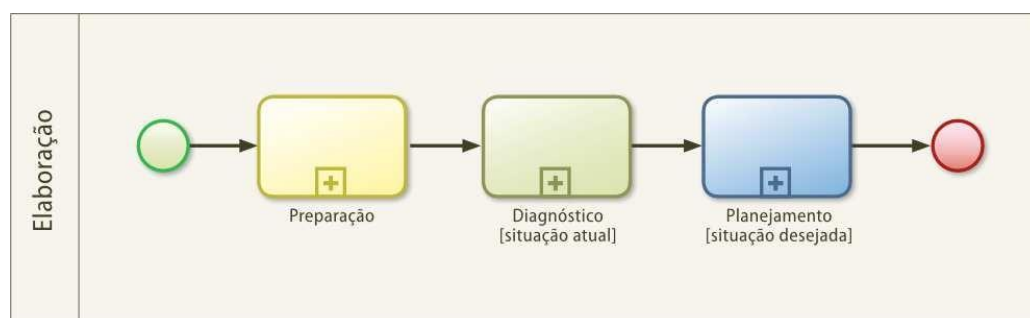 Elaboração
Preparação
Diagnóstico
[situação atual]
Planejamento
[situação desejada]